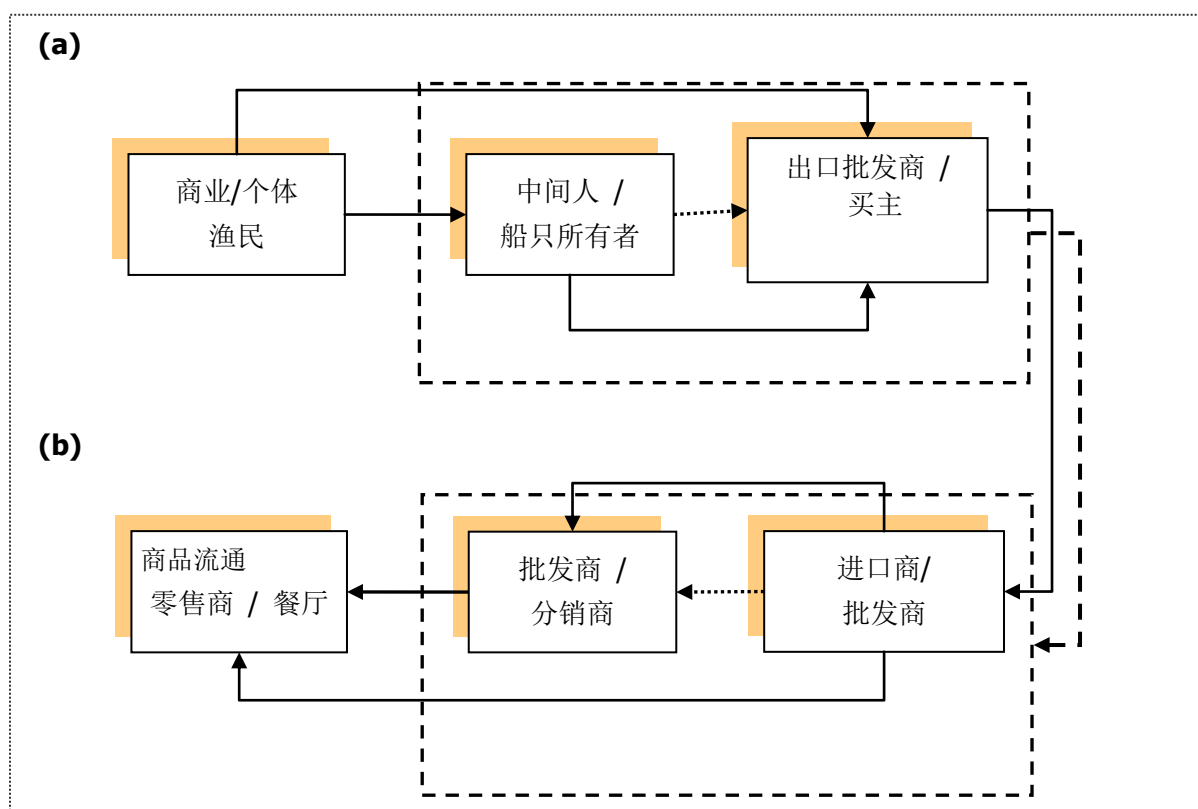 (a)
商业/个体
渔民
中间人 /
船只所有者
出口批发商 /
买主
(b)
商品流通
零售商 / 餐厅
批发商 /
分销商
进口商/
批发商